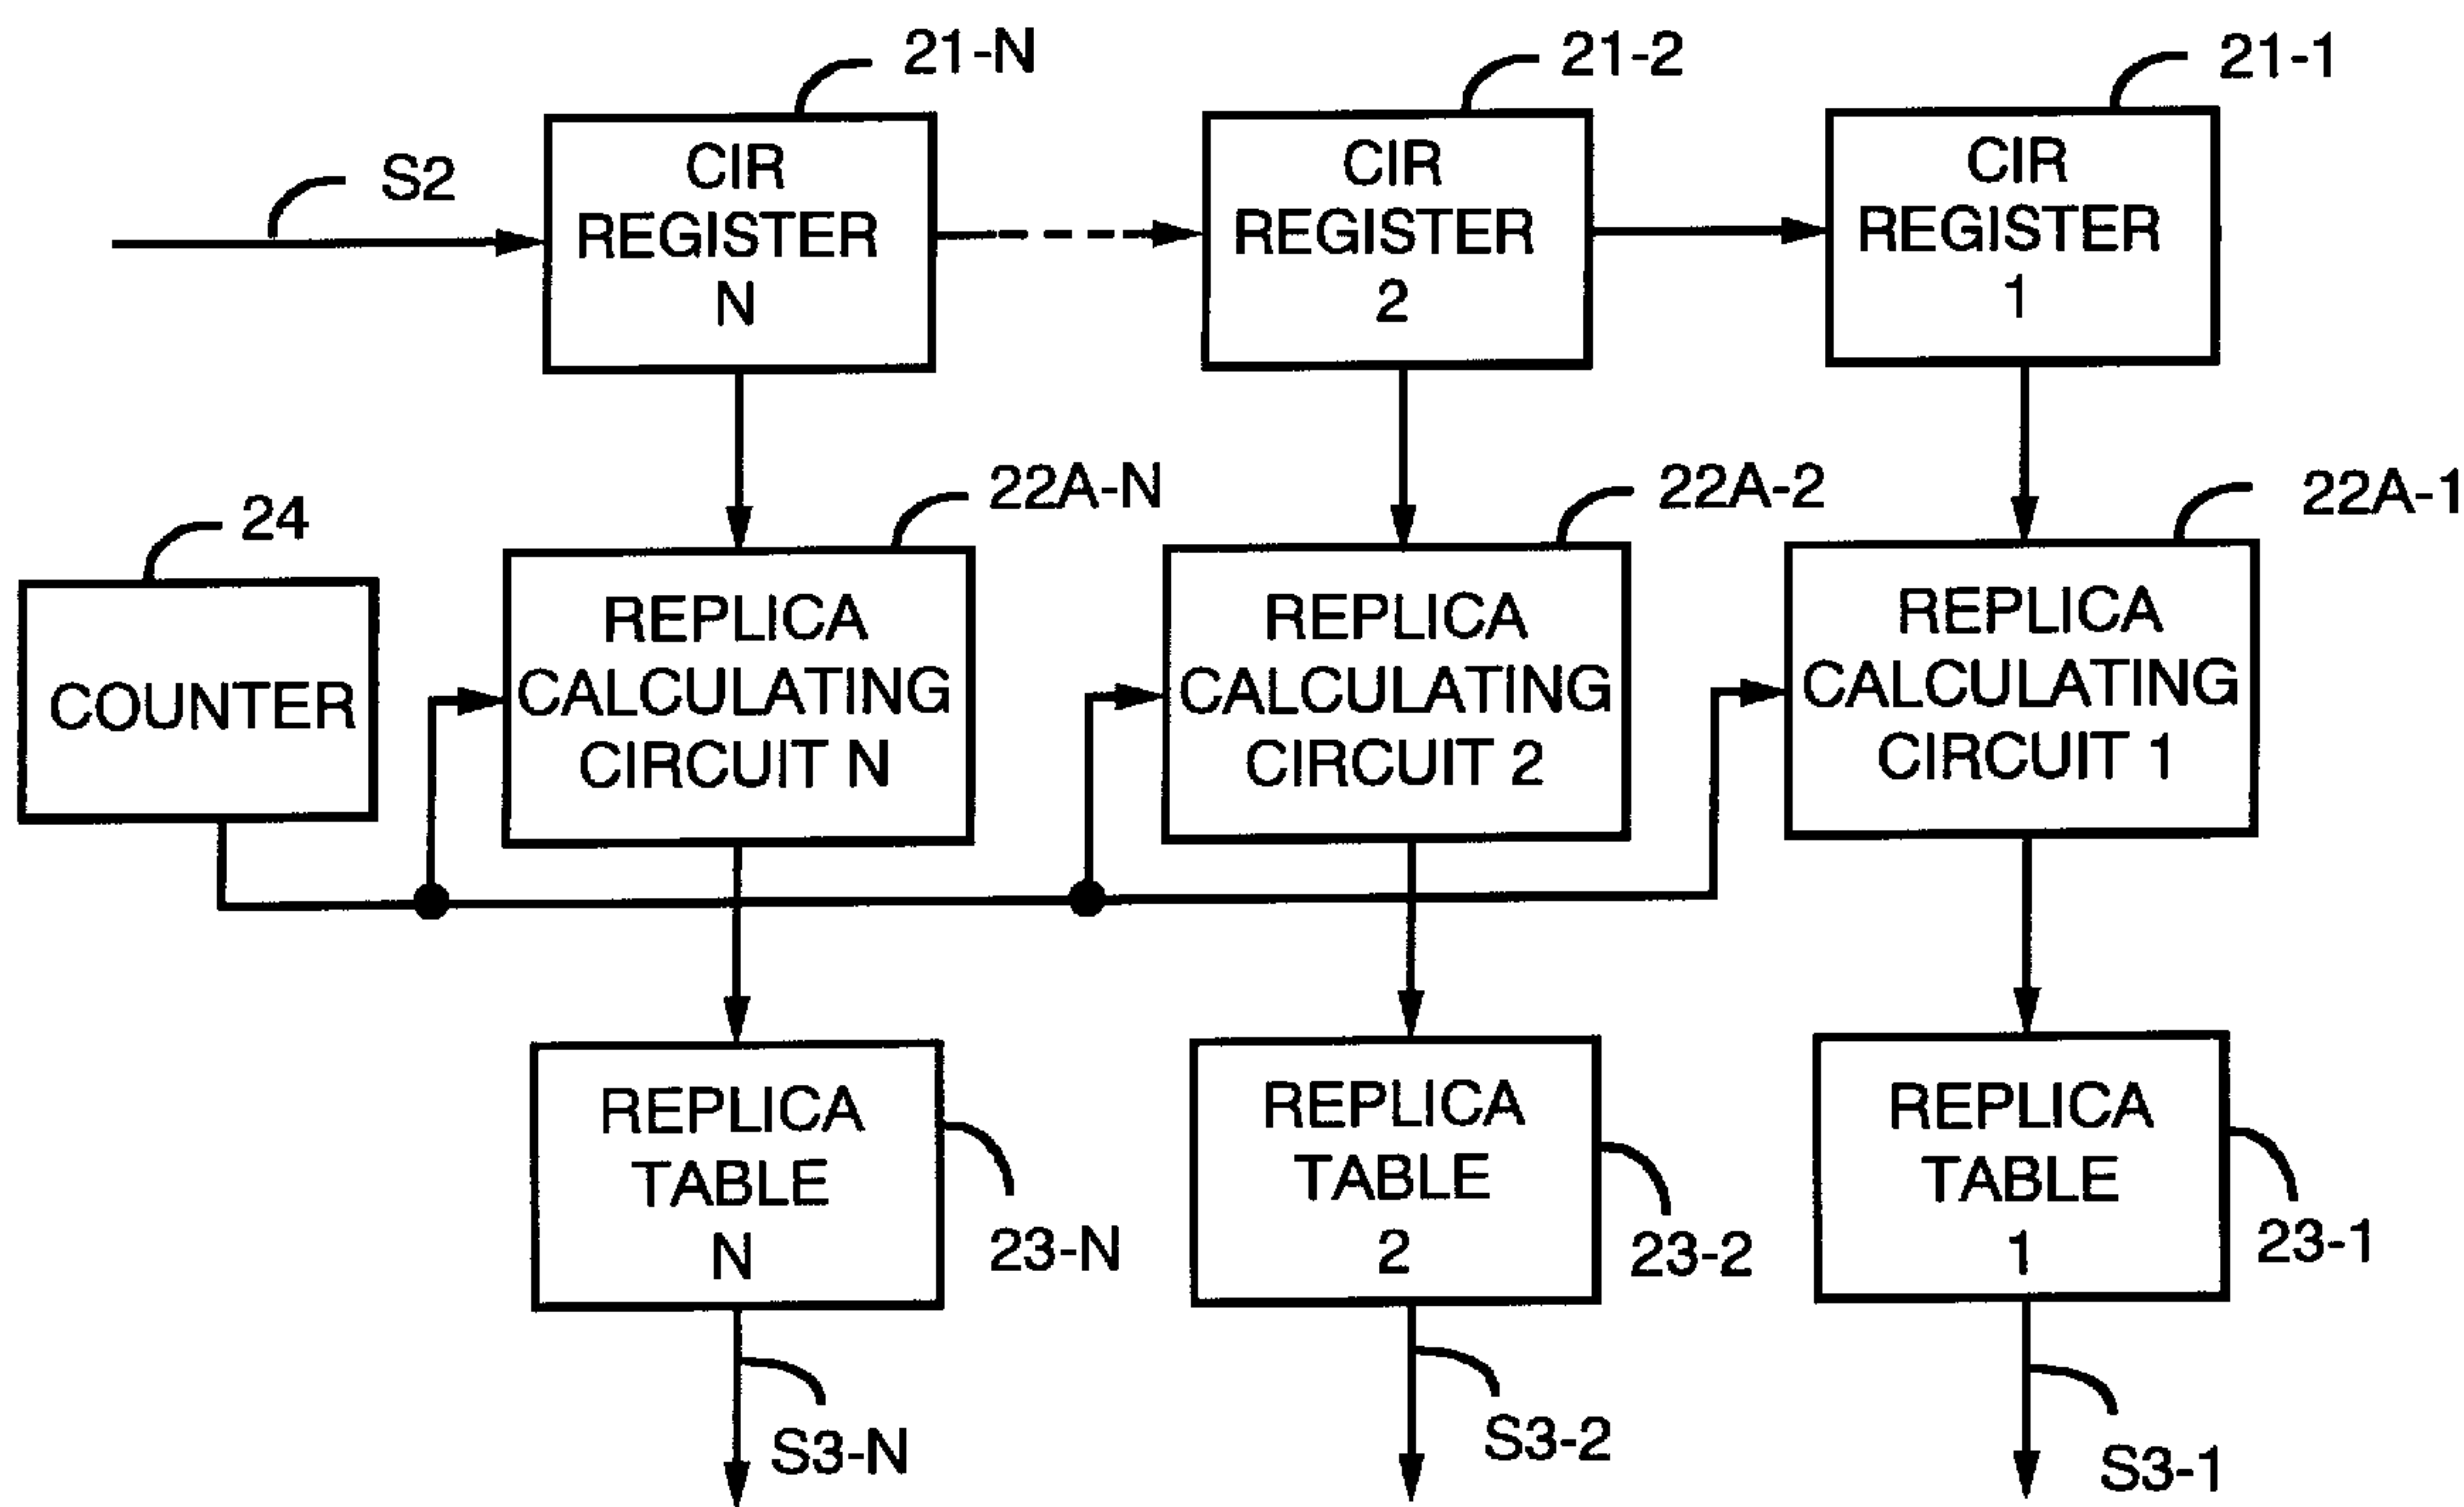 21-N
21-2
21-1
S2
CIR
REGISTER
N
CIR
REGISTER
2
CIR
REGISTER
1
22A-N
22A-2
22A-1
24
COUNTER
REPLICA
CALCULATING
CIRCUIT N
REPLICA
CALCULATING
CIRCUIT 2
REPLICA
CALCULATING
CIRCUIT 1
REPLICA
TABLE
N
23-N
REPLICA
TABLE
2
23-2
REPLICA
TABLE
1
23-1
S3-N
S3-2
S3-1